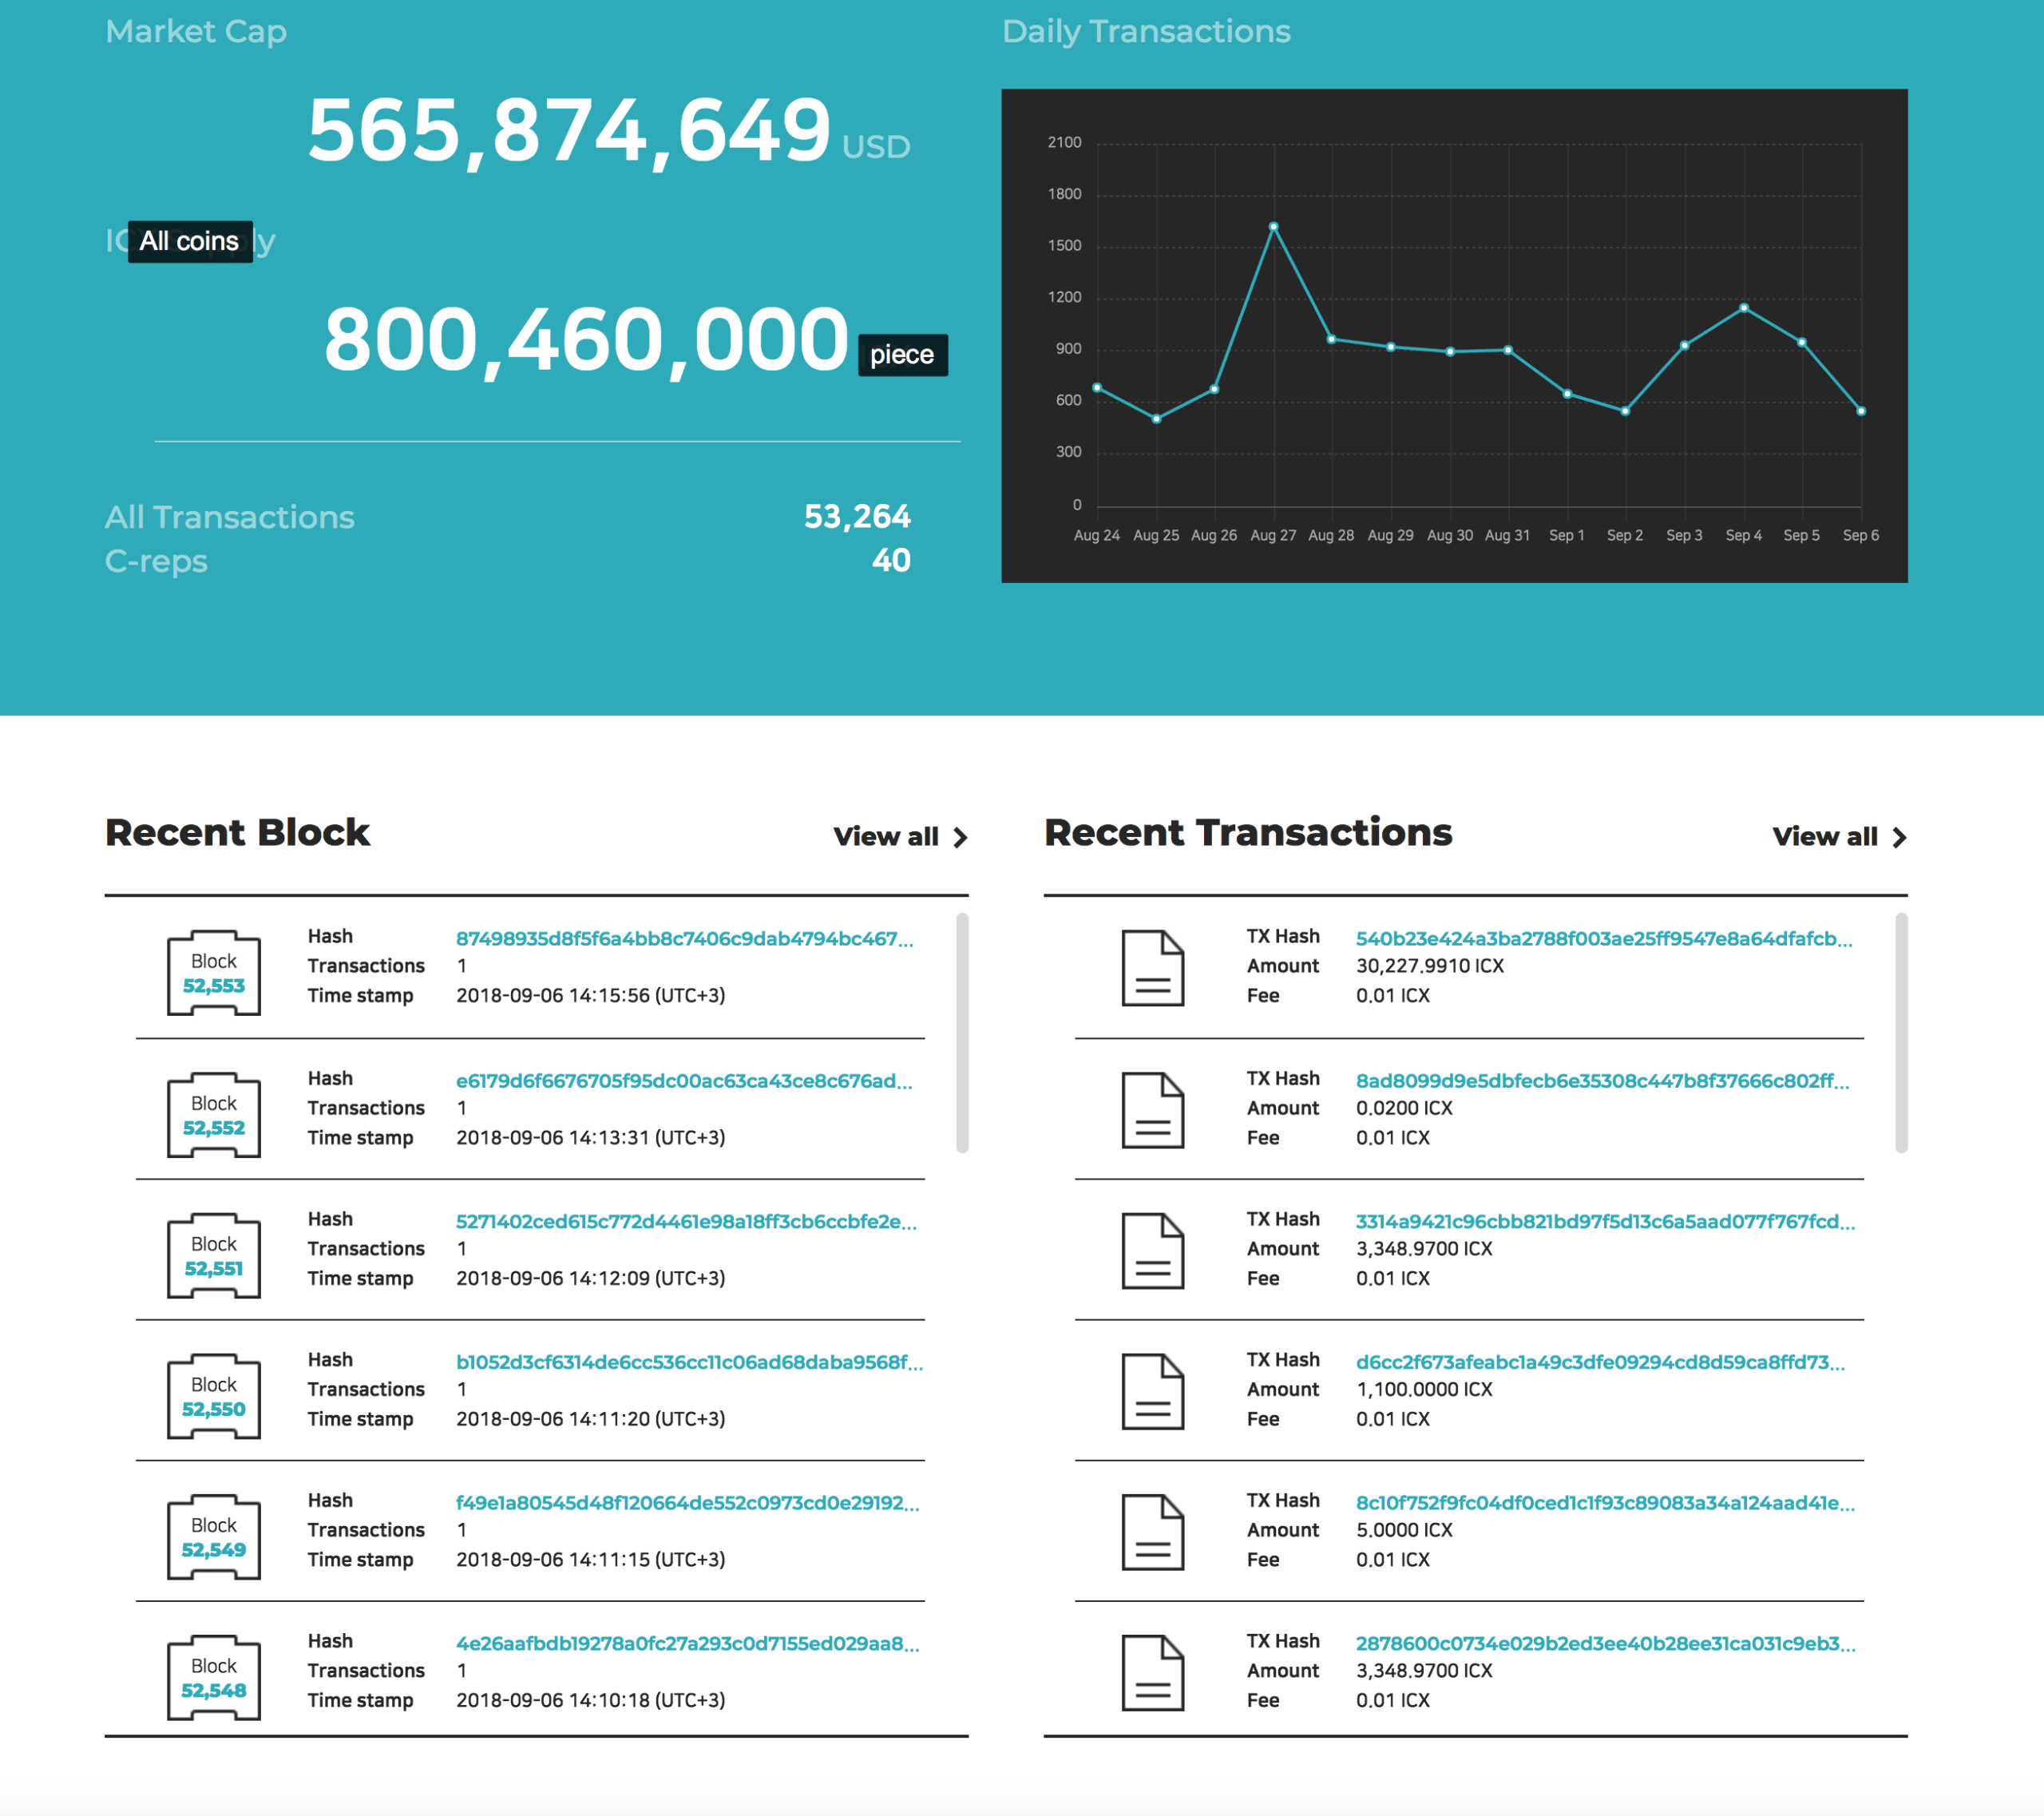 Market Cap
565,874,649 USD
All coins
800,460,000 piece
All Transactions 53,264
C-reps 40
Daily Transactions
2100
1800
1500
1200
900
600
300
0
Aug 24 Aug 25 Aug 26 Aug 27 Aug 28 Aug 29 Aug 30 Aug 31 Sep 1 Sep 2 Sep 3 Sep 4 Sep 5 Sep 6
Recent Block View all
Block
52,553
Hash 87498935d8f5f6a4bb8c7406c9dab4794bc467...
Transactions 1
Time stamp 2018-09-06 14:15:56 (UTC+3)
Block
52,552
Hash e6179d6f6676705f95dc00ac63ca43ce8c676ad...
Transactions 1
Time stamp 2018-09-06 14:13:31 (UTC+3)
Block
52,551
Hash 5271402ced615c772d4461e98a18ff3cb6ccbfe2e...
Transactions 1
Time stamp 2018-09-06 14:12:09 (UTC+3)
Block
52,550
Hash b1052d3cf6314de6cc536cc11c06ad68daba9568f...
Transactions 1
Time stamp 2018-09-06 14:11:20 (UTC+3)
Block
52,549
Hash f49e1a80545d48f120664de552c0973cd0e29192...
Transactions 1
Time stamp 2018-09-06 14:11:15 (UTC+3)
Block
52,548
Hash 4e26aafbdb19278a0fc27a293c0d7155ed029aa8...
Transactions 1
Time stamp 2018-09-06 14:10:18 (UTC+3)
Recent Transactions View all
TX Hash 540b23e424a3ba2788f003ae25ff9547e8a64dfafcb...
Amount 30,227.9910 ICX
Fee 0.01 ICX
TX Hash 8ad8099d9e5dbfecb6e35308c447b8f37666c802ff...
Amount 0.0200 ICX
Fee 0.01 ICX
TX Hash 3314a9421c96cbb821bd97f5d13c6a5aad077f767fcd...
Amount 3,348.9700 ICX
Fee 0.01 ICX
TX Hash d6cc2f673afeabc1a49c3dfe09294cd8d59ca8ffd73...
Amount 1,100.0000 ICX
Fee 0.01 ICX
TX Hash 8c10f752f9fc04df0ced1c1f93c89083a34a124aad41e...
Amount 5.0000 ICX
Fee 0.01 ICX
TX Hash 2878600c0734e029b2ed3ee40b28ee31ca031c9eb3...
Amount 3,348.9700 ICX
Fee 0.01 ICX